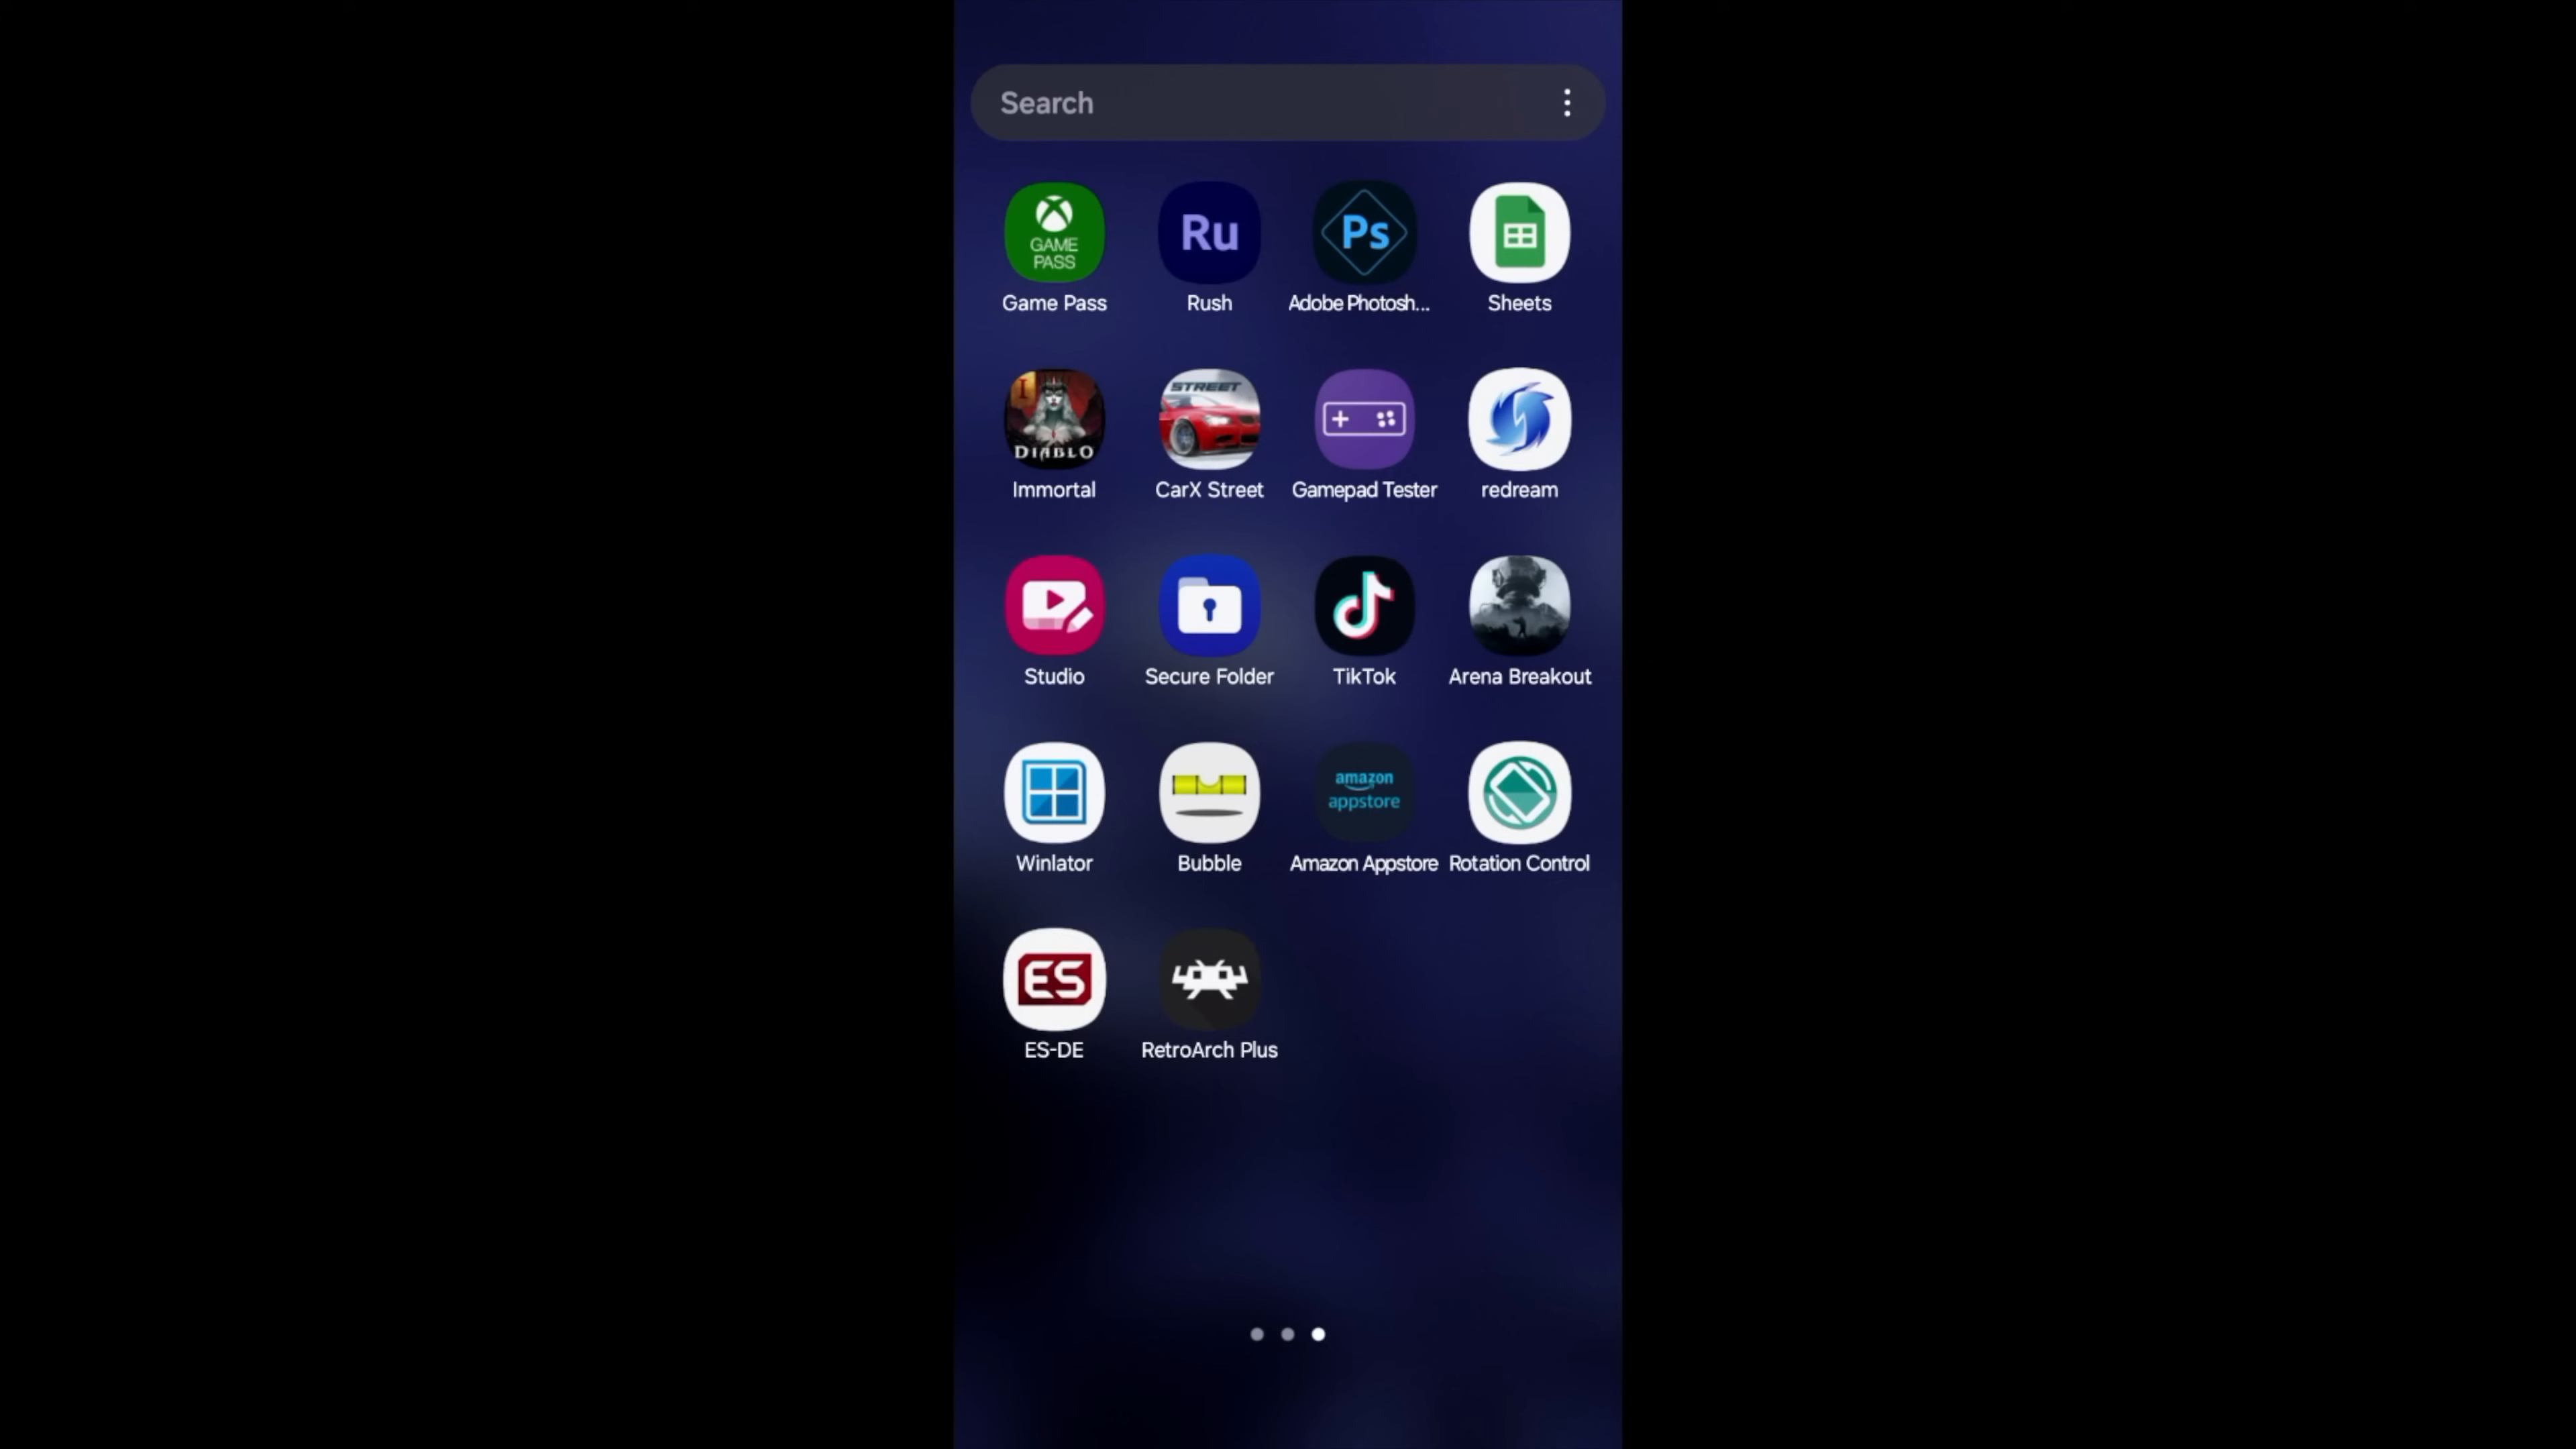 Search
GAME
PASS
Ru
Ps
Game Pass
Rush
Adobe Photosh...
Sheets
I
DIABLO
STREET
Immortal
CarX Street
Gamepad Tester
redream
Studio
Secure Folder
TikTok
Arena Breakout
amazon
appstore
Winlator
Bubble
Amazon Appstore
Rotation Control
ES
ES-DE
RetroArch Plus